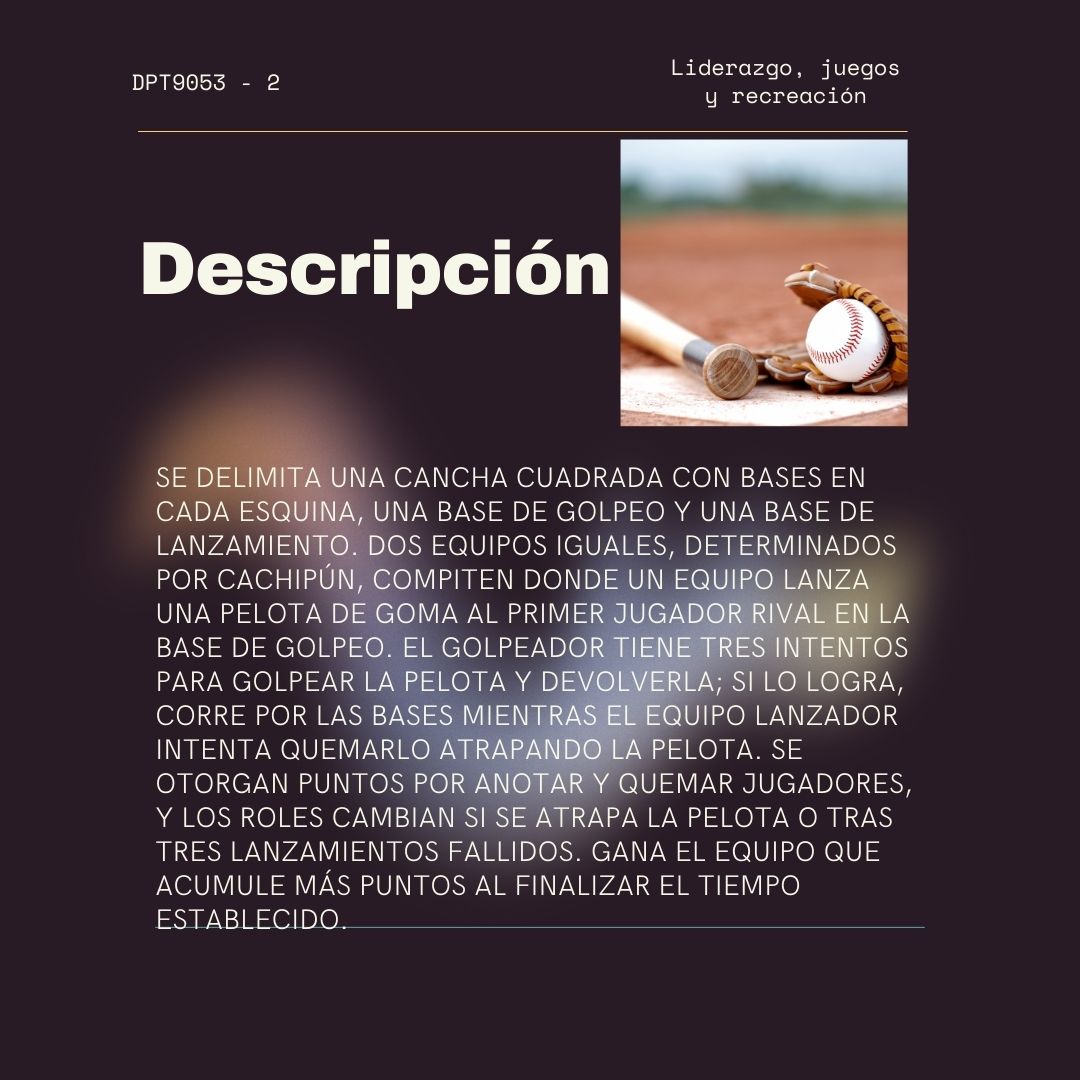 DPT9053 - 2
Liderazgo, juegos
y recreación
Descripción
SE DELIMITA UNA CANCHA CUADRADA CON BASES EN
CADA ESQUINA, UNA BASE DE GOLPEO Y UNA BASE DE
LANZAMIENTO. DOS EQUIPOS IGUALES, DETERMINADOS
POR CACHIPÚN, COMPITEN DONDE UN EQUIPO LANZA
UNA PELOTA DE GOMA AL PRIMER JUGADOR RIVAL EN LA
BASE DE GOLPEO. EL GOLPEADOR TIENE TRES INTENTOS
PARA GOLPEAR LA PELOTA Y DEVOLVERLA; SI LO LOGRA,
CORRE POR LAS BASES MIENTRAS EL EQUIPO LANZADOR
INTENTA QUEMARLO ATRAPANDO LA PELOTA. SE
OTORGAN PUNTOS POR ANOTAR Y QUEMAR JUGADORES,
Y LOS ROLES CAMBIAN SI SE ATRAPA LA PELOTA O TRAS
TRES LANZAMIENTOS FALLIDOS. GANA EL EQUIPO QUE
ACUMULE MÁS PUNTOS AL FINALIZAR EL TIEMPO
ESTABLECIDO.